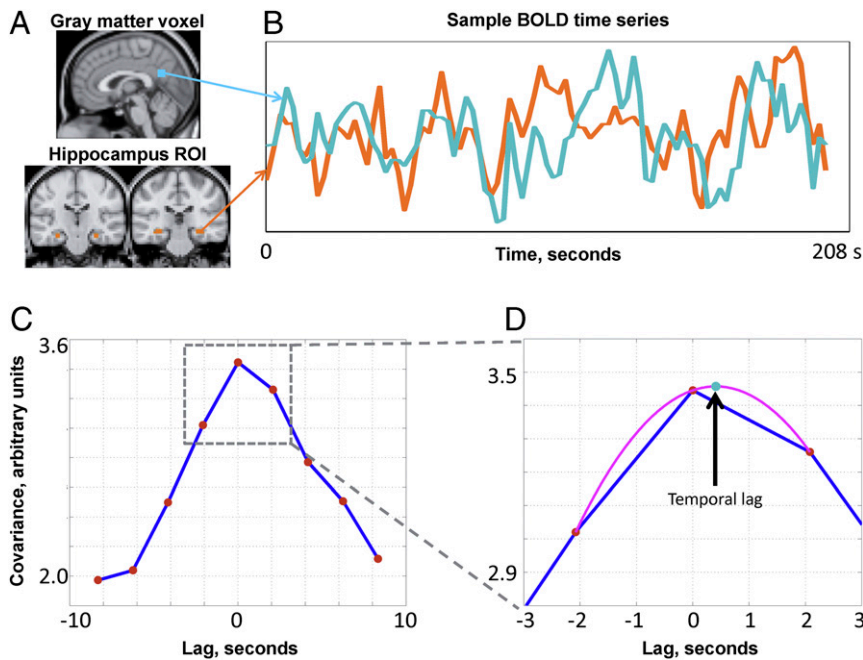 A
Gray matter voxel
Hippocampus ROI
B
Sample BOLD time series
0
Time, seconds
208 s
C
3.6
2.0
Covariance, arbitrary units
-10
0
10
Lag, seconds
D
3.5
2.9
Temporal lag
-3
-2
-1
0
1
2
3
Lag, seconds